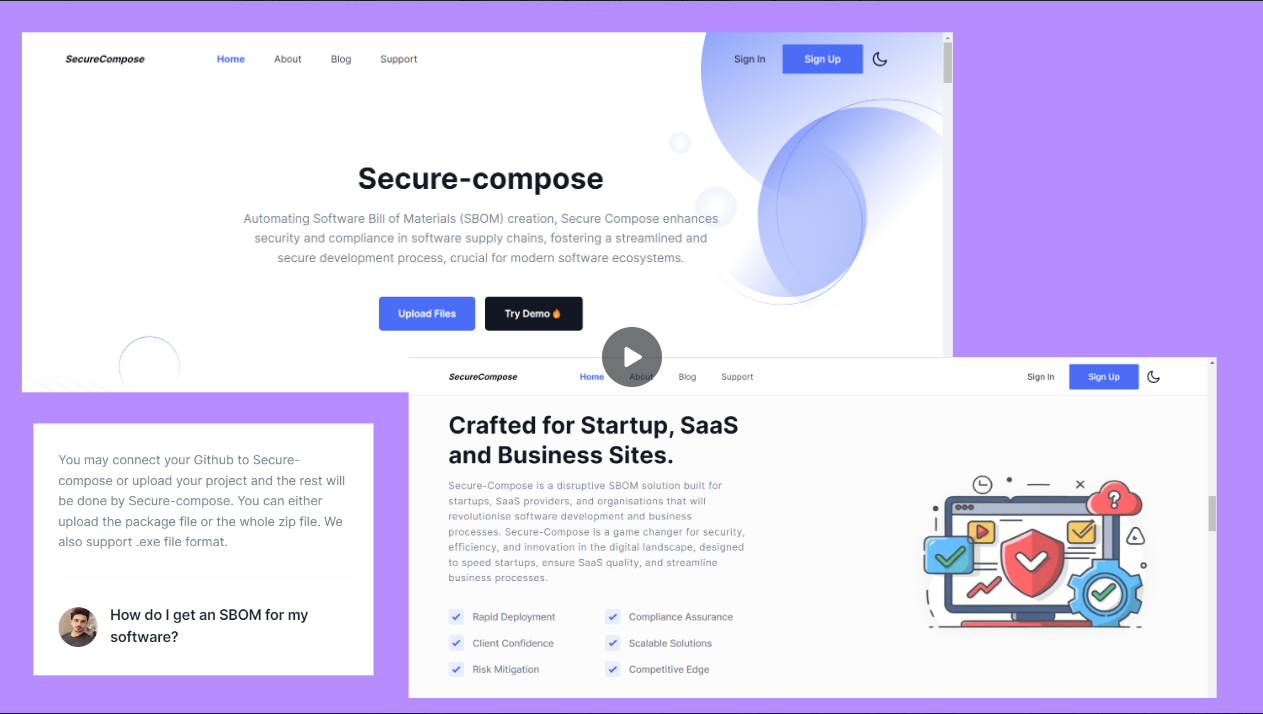 SecureCompose Home About Blog Support Sign In Sign Up
Secure-compose
Automating Software Bill of Materials (SBOM) creation, Secure Compose enhances
security and compliance in software supply chains, fostering a streamlined and
secure development process, crucial for modern software ecosystems.
Upload Files Try Demo🔥
SecureCompose Home About Blog Support Sign In Sign Up
Crafted for Startup, SaaS
and Business Sites.
Secure-Compose is a disruptive SBOM solution built for
startups, SaaS providers, and organisations that will
revolutionise software development and business
processes. Secure-Compose is a game changer for security,
efficiency, and innovation in the digital landscape, designed
to speed startups, ensure SaaS quality, and streamline
business processes.
Rapid Deployment Compliance Assurance
Client Confidence Scalable Solutions
Risk Mitigation Competitive Edge
You may connect your Github to Secure-
compose or upload your project and the rest will
be done by Secure-compose. You can either
upload the package file or the whole zip file. We
also support .exe file format.
How do I get an SBOM for my
software?